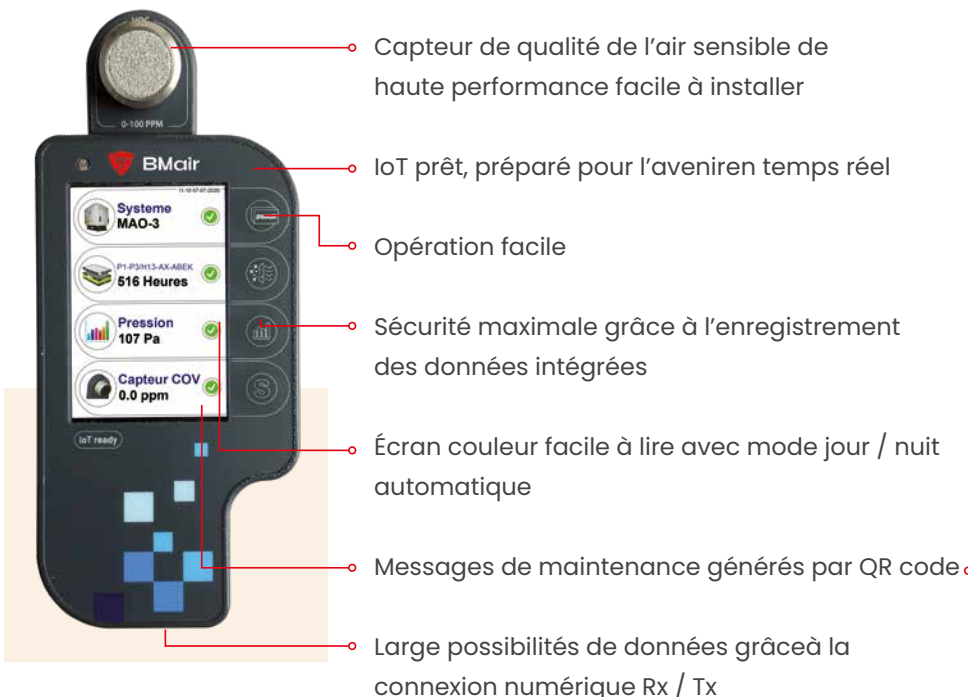 VOC
0-100 PPM
BMair
11:10 07-07-2020
Systeme
MAO-3
P1-P3/H13-AX-ABEK
516 Heures
Pression
107 Pa
Capteur COV
0.0 ppm
S
IoT ready
Capteur de qualité de l’air sensible de
haute performance facile à installer
IoT prêt, préparé pour l’aveniren temps réel
Opération facile
Sécurité maximale grâce à l’enregistrement
des données intégrées
Écran couleur facile à lire avec mode jour / nuit
automatique
Messages de maintenance générés par QR code
Large possibilités de données grâceà la
connexion numérique Rx / Tx